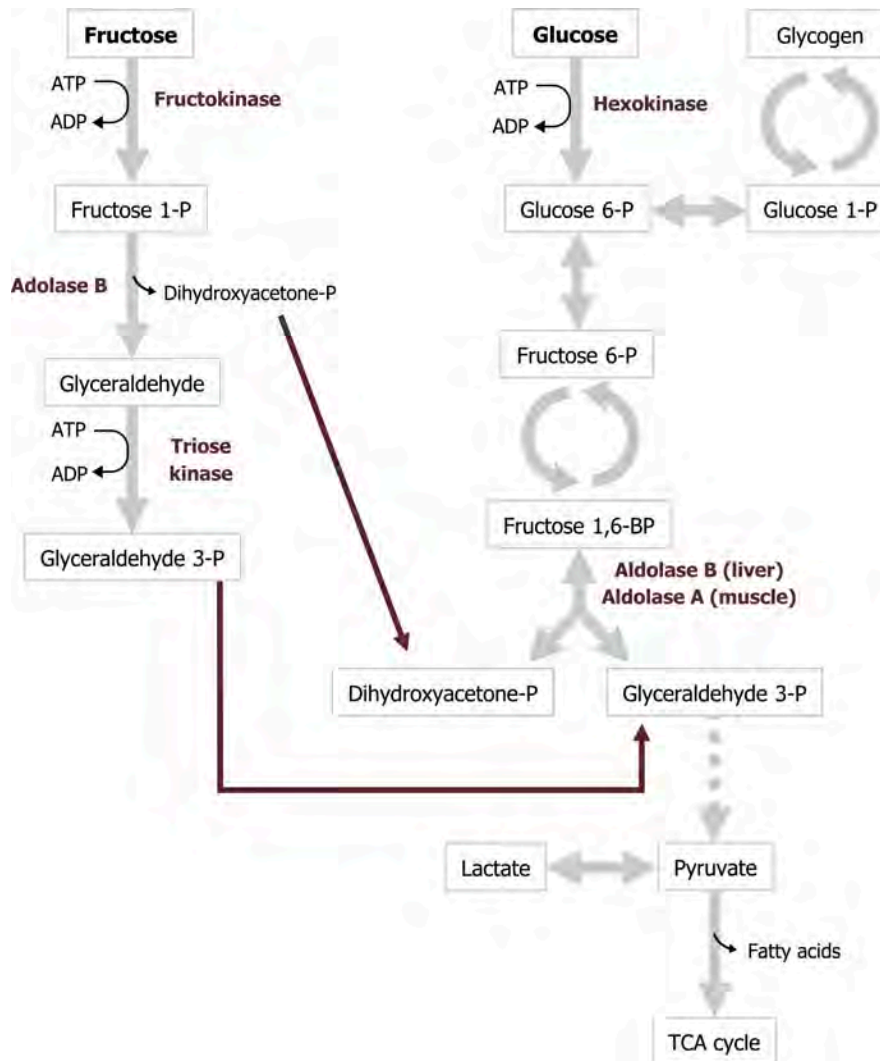 Fructose
Glucose
Glycogen
ATP
ADP
Fructokinase
ATP
ADP
Hexokinase
Fructose 1-P
Glucose 6-P
Glucose 1-P
Adolase B
Dihydroxyacetone-P
Fructose 6-P
Glyceraldehyde
ATP
ADP
Triose
kinase
Fructose 1,6-BP
Glyceraldehyde 3-P
Aldolase B (liver)
Aldolase A (muscle)
Dihydroxyacetone-P
Glyceraldehyde 3-P
Lactate
Pyruvate
Fatty acids
TCA cycle